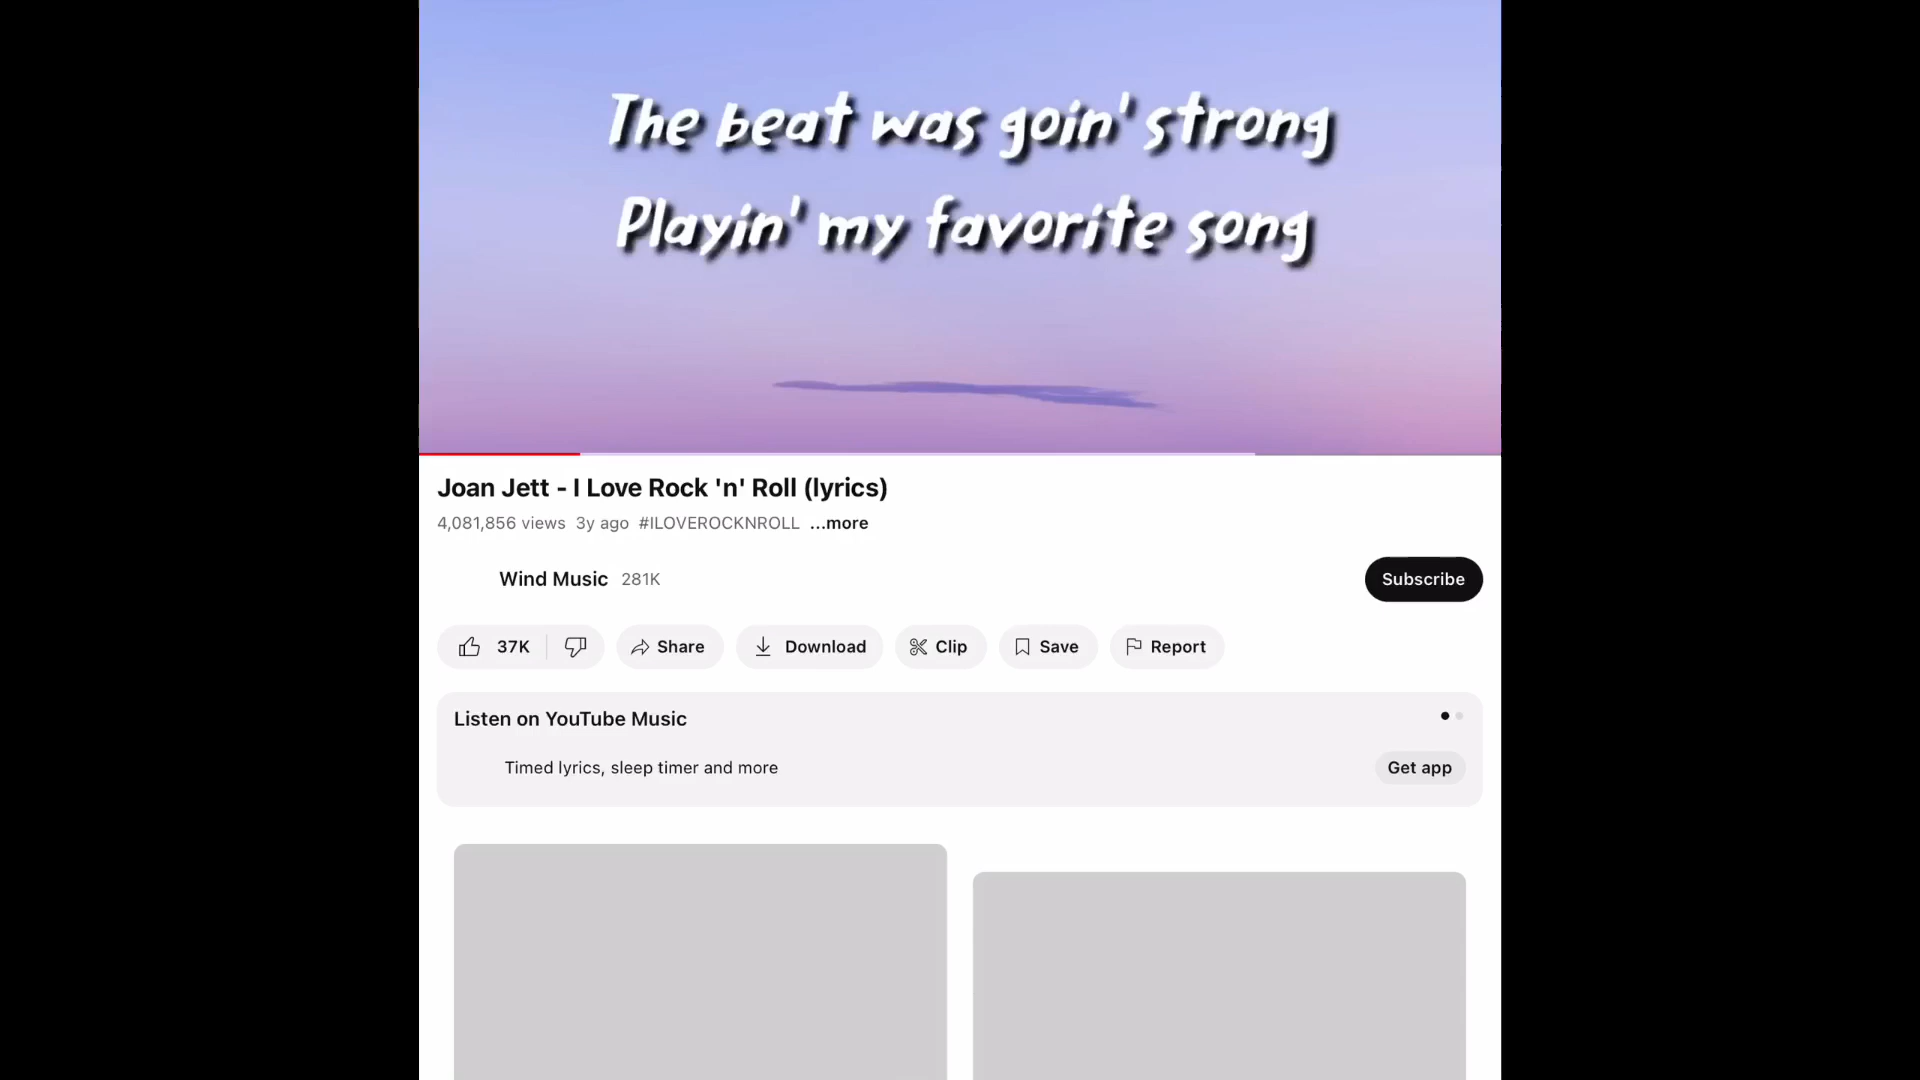 The beat was goin' strong
Playin' my favorite song
Joan Jett - I Love Rock 'n' Roll (lyrics)
4,081,856 views 3y ago #ILOVEROCKNROLL ...more
Wind Music 281K
Subscribe
37K Share Download Clip Save Report
Listen on YouTube Music
Timed lyrics, sleep timer and more
Get app